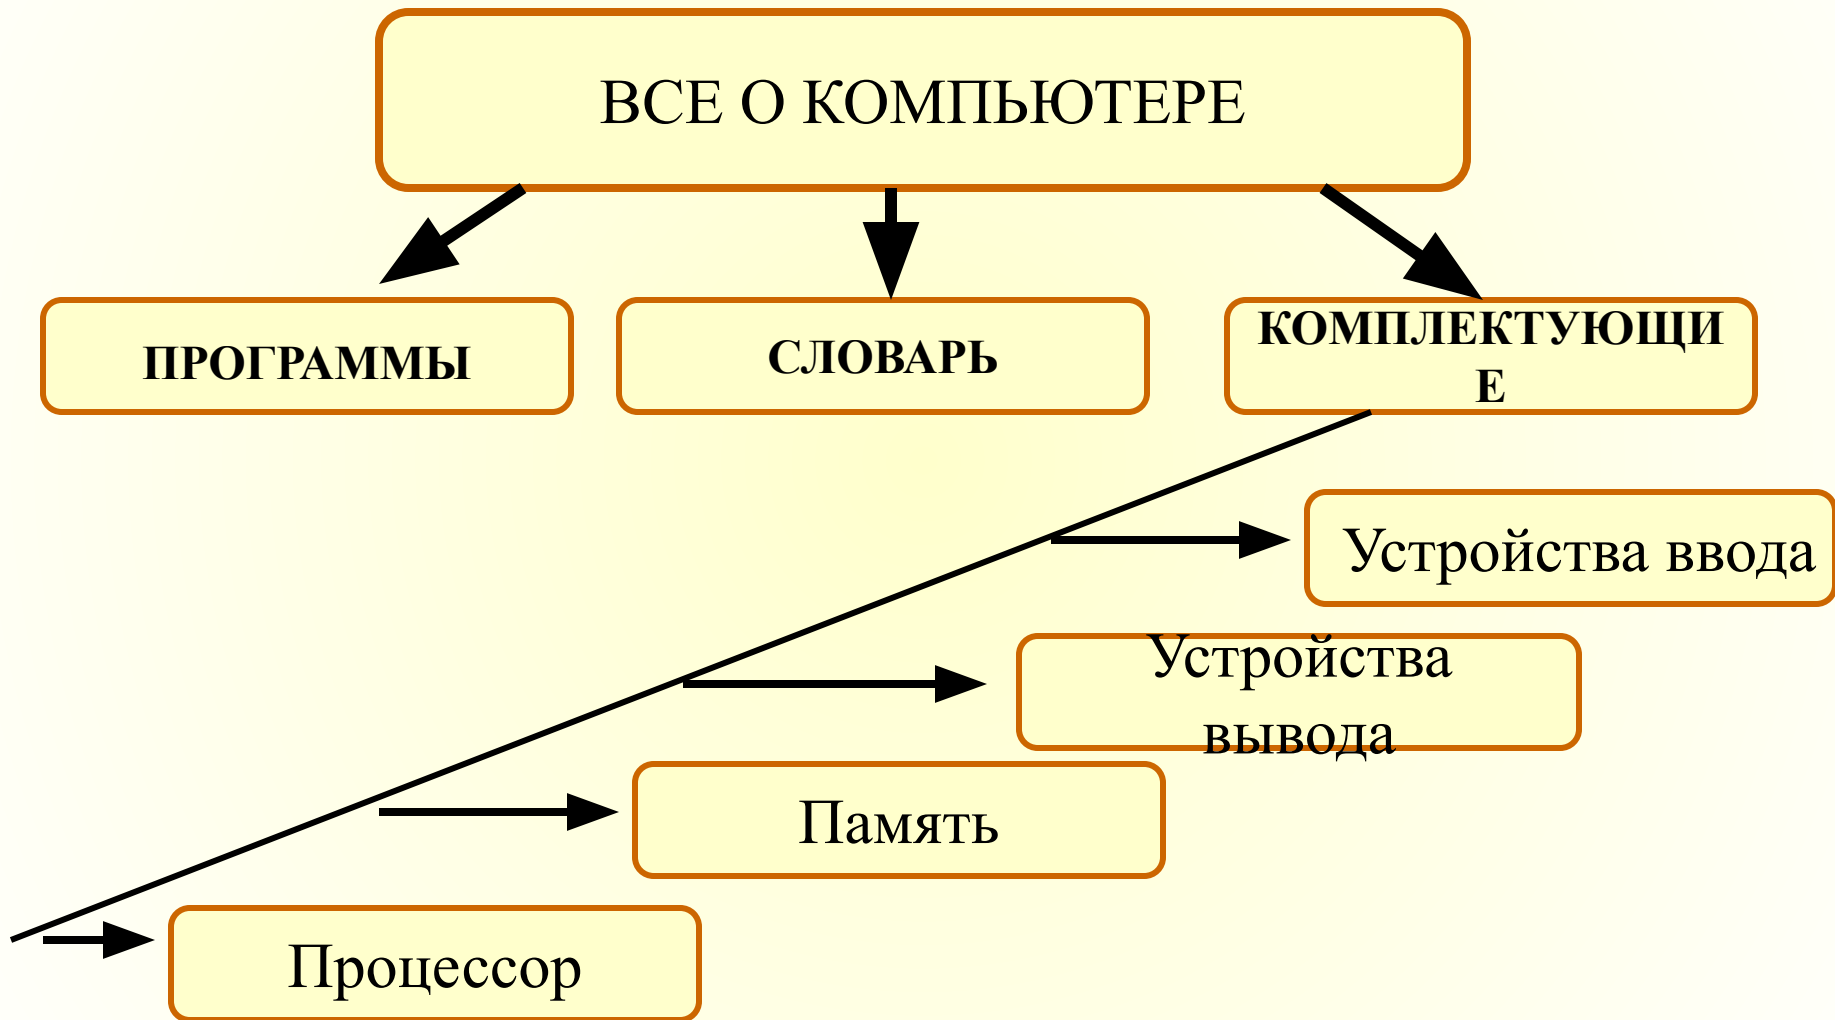 ВСЕ О КОМПЬЮТЕРЕ
ПРОГРАММЫ
СЛОВАРЬ
КОМПЛЕКТУЮЩИ
Е
Устройства ввода
Устройства
вывода
Память
Процессор